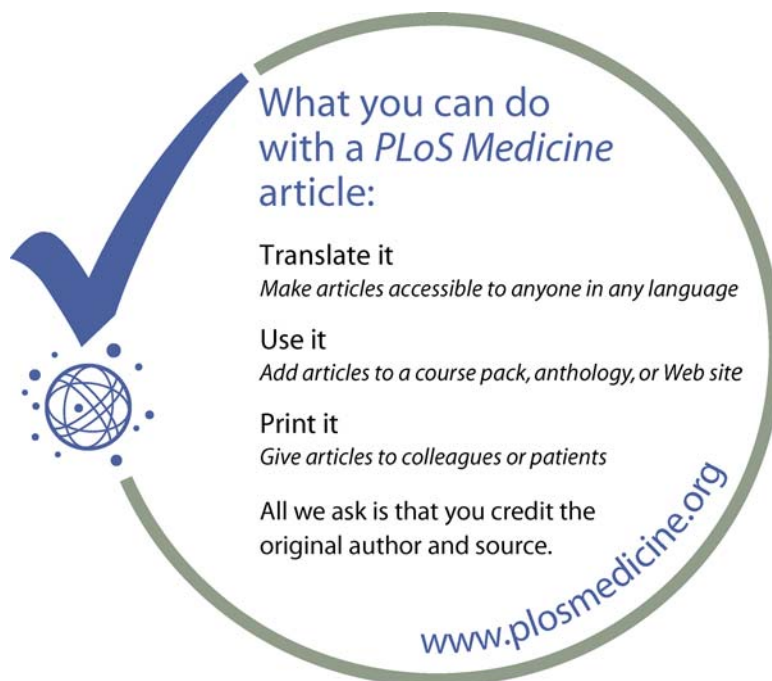 What you can do
with a PLoS Medicine
article:
Translate it
Make articles accessible to anyone in any language
Use it
Add articles to a course pack, anthology, or Web site
Print it
Give articles to colleagues or patients
All we ask is that you credit the
original author and source.
www.plosmedicine.org